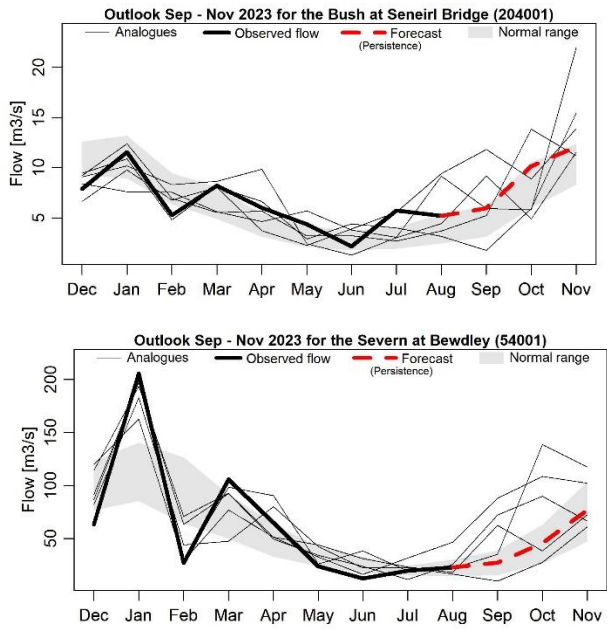 Outlook Sep - Nov 2023 for the Bush at Seneirl Bridge (204001)
Analogues Observed flow Forecast Normal range
(Persistence)
Flow [m3/s]
20
15
10
5
Dec Jan Feb Mar Apr May Jun Jul Aug Sep Oct Nov
Outlook Sep - Nov 2023 for the Severn at Bewdley (54001)
Analogues Observed flow Forecast Normal range
(Persistence)
Flow [m3/s]
200
150
100
50
Dec Jan Feb Mar Apr May Jun Jul Aug Sep Oct Nov